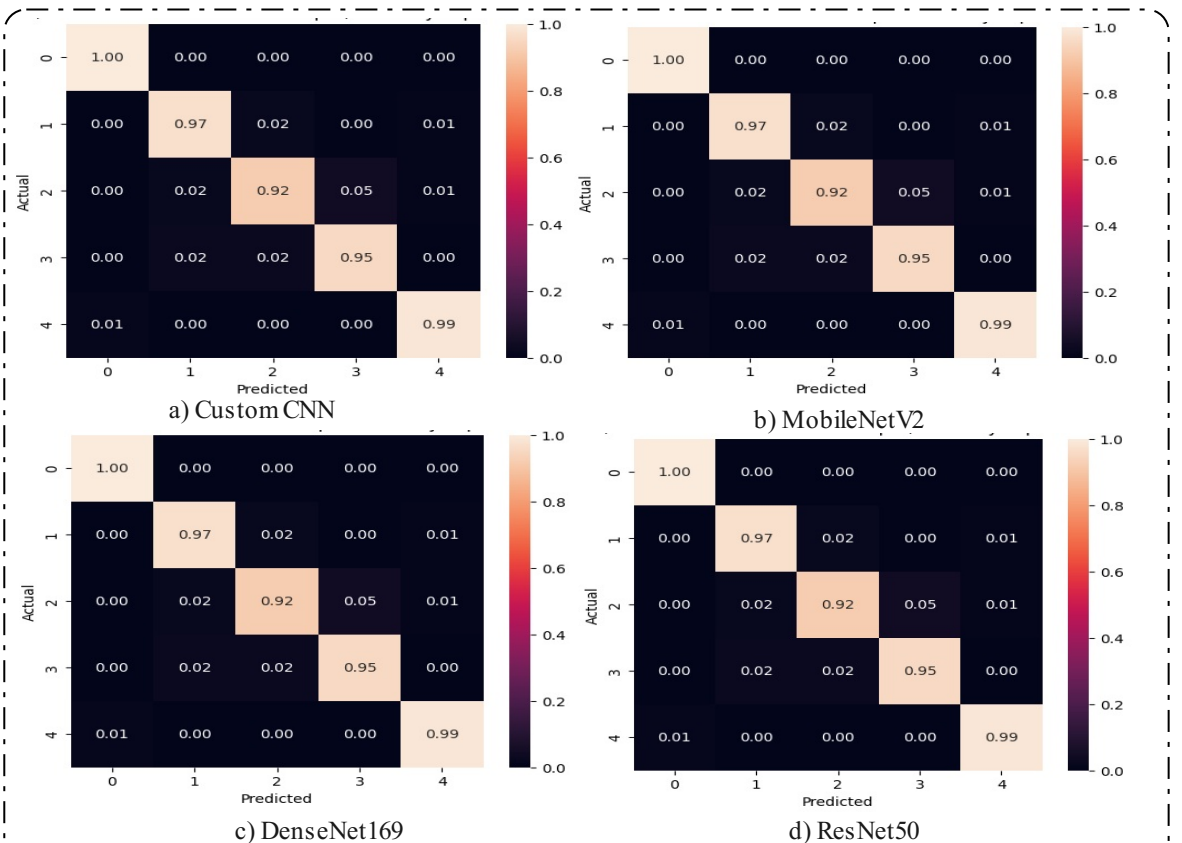 1.0
0 1.00 0.00 0.00 0.00 0.00
0.8
1 0.00 0.97 0.02 0.00 0.01
0.6
Actual 2 0.00 0.02 0.92 0.05 0.01
0.4
3 0.00 0.02 0.02 0.95 0.00
0.2
4 0.01 0.00 0.00 0.00 0.99
0.0
0 1 2 3 4
Predicted
a) Custom CNN
1.0
0 1.00 0.00 0.00 0.00 0.00
0.8
1 0.00 0.97 0.02 0.00 0.01
0.6
Actual 2 0.00 0.02 0.92 0.05 0.01
0.4
3 0.00 0.02 0.02 0.95 0.00
0.2
4 0.01 0.00 0.00 0.00 0.99
0.0
0 1 2 3 4
Predicted
b) MobileNetV2
1.0
0 1.00 0.00 0.00 0.00 0.00
0.8
1 0.00 0.97 0.02 0.00 0.01
0.6
Actual 2 0.00 0.02 0.92 0.05 0.01
0.4
3 0.00 0.02 0.02 0.95 0.00
0.2
4 0.01 0.00 0.00 0.00 0.99
0.0
0 1 2 3 4
Predicted
c) DenseNet169
1.0
0 1.00 0.00 0.00 0.00 0.00
0.8
1 0.00 0.97 0.02 0.00 0.01
0.6
Actual 2 0.00 0.02 0.92 0.05 0.01
0.4
3 0.00 0.02 0.02 0.95 0.00
0.2
4 0.01 0.00 0.00 0.00 0.99
0.0
0 1 2 3 4
Predicted
d) ResNet50